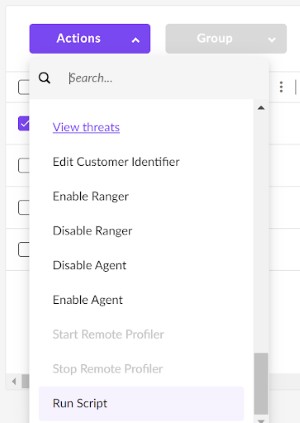 Actions
Group
Search...
View threats
Edit Customer Identifier
Enable Ranger
Disable Ranger
Disable Agent
Enable Agent
Start Remote Profiler
Stop Remote Profiler
Run Script